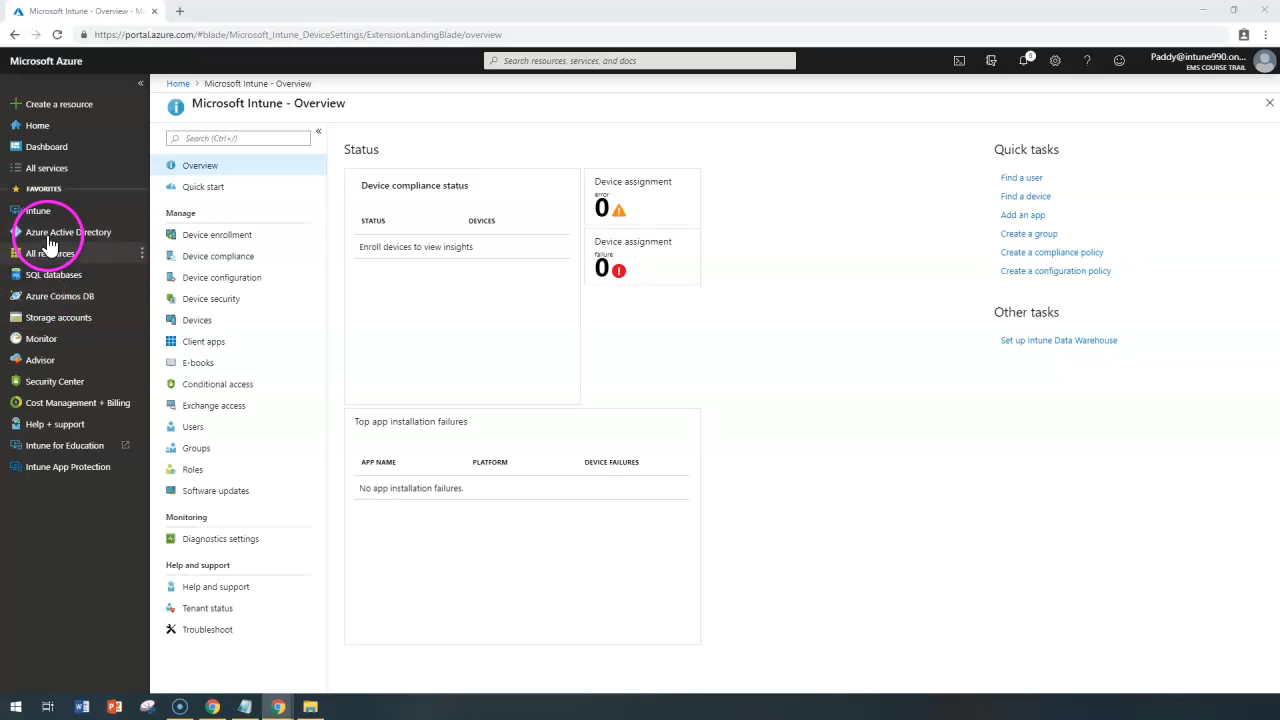 Microsoft Intune - Overview - Mi
https://portal.azure.com/#blade/Microsoft_Intune_DeviceSettings/ExtensionLandingBlade/overview
Microsoft Azure
Search resources, services, and docs
6
Paddy@intune990.on...
EMS COURSE TRAIL
Home > Microsoft Intune - Overview
Microsoft Intune - Overview
Create a resource
Home
Dashboard
All services
FAVORITES
Intune
Azure Active Directory
All resources
SQL databases
Azure Cosmos DB
Storage accounts
Monitor
Advisor
Security Center
Cost Management + Billing
Help + support
Intune for Education
Intune App Protection
Search (Ctrl+/)
Overview
Quick start
Manage
Device enrollment
Device compliance
Device configuration
Device security
Devices
Client apps
E-books
Conditional access
Exchange access
Users
Groups
Roles
Software updates
Monitoring
Diagnostics settings
Help and support
Help and support
Tenant status
Troubleshoot
Status
Device compliance status
STATUS DEVICES
Enroll devices to view insights
Device assignment
error
0
Device assignment
failure
0
Top app installation failures
APP NAME PLATFORM DEVICE FAILURES
No app installation failures.
Quick tasks
Find a user
Find a device
Add an app
Create a group
Create a compliance policy
Create a configuration policy
Other tasks
Set up Intune Data Warehouse